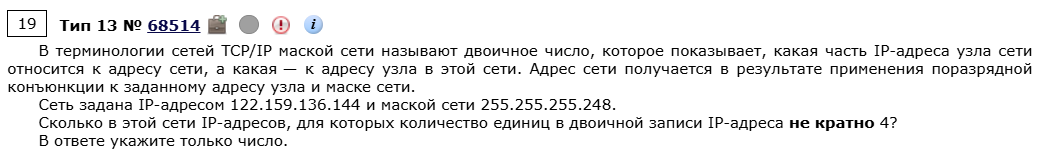 19 Тип 13 № 68514 i
В терминологии сетей TCP/IP маской сети называют двоичное число, которое показывает, какая часть IP-адреса узла сети
относится к адресу сети, а какая — к адресу узла в этой сети. Адрес сети получается в результате применения поразрядной
конъюнкции к заданному адресу узла и маске сети.
Сеть задана IP-адресом 122.159.136.144 и маской сети 255.255.255.248.
Сколько в этой сети IP-адресов, для которых количество единиц в двоичной записи IP-адреса не кратно 4?
В ответе укажите только число.